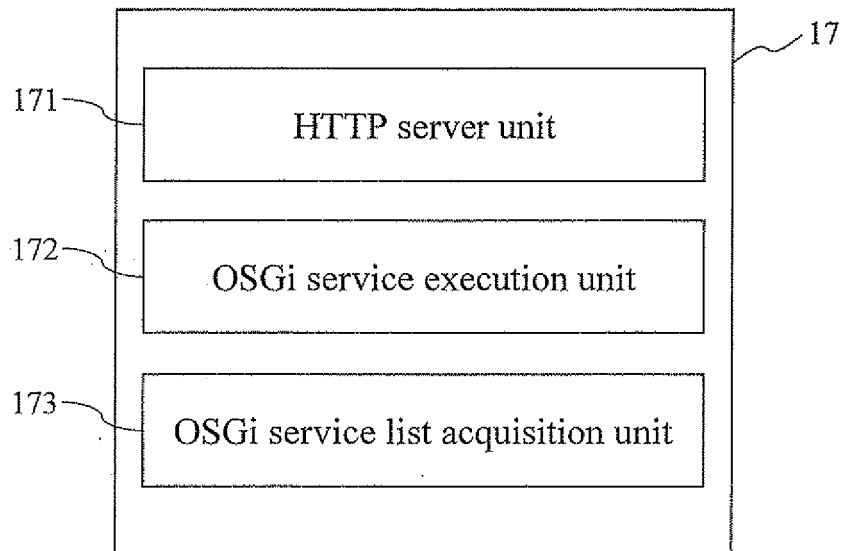 17
171
HTTP server unit
172
OSGi service execution unit
173
OSGi service list acquisition unit